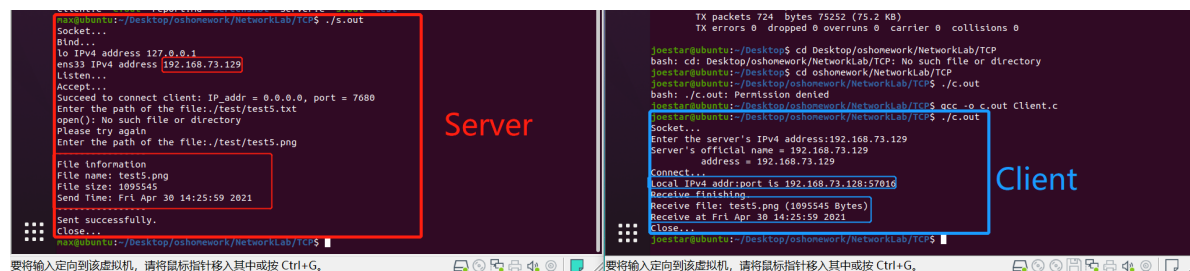 max@ubuntu:~/Desktop/oshomework/NetworkLab/TCP$ ./s.out
Socket...
Bind...
lo IPv4 address 127.0.0.1
ens33 IPv4 address 192.168.73.129
Listen...
Accept...
Succeed to connect client: IP_addr = 0.0.0.0, port = 7680
Enter the path of the file:./test/test5.txt
open(): No such file or directory
Please try again
Enter the path of the file:./test/test5.png
File information
File name: test5.png
File size: 1095545
Send Time: Fri Apr 30 14:25:59 2021
----------------
Sent successfully.
Close...
max@ubuntu:~/Desktop/oshomework/NetworkLab/TCP$
Server
要将输入定向到该虚拟机,请将鼠标指针移入其中或按 Ctrl+G。
TX packets 724 bytes 75252 (75.2 KB)
TX errors 0 dropped 0 overruns 0 carrier 0 collisions 0
joestar@ubuntu:~/Desktop$ cd Desktop/oshomework/NetworkLab/TCP
bash: cd: Desktop/oshomework/NetworkLab/TCP: No such file or directory
joestar@ubuntu:~/Desktop$ cd oshomework/NetworkLab/TCP
joestar@ubuntu:~/Desktop/oshomework/NetworkLab/TCP$ ./c.out
bash: ./c.out: Permission denied
joestar@ubuntu:~/Desktop/oshomework/NetworkLab/TCP$ gcc -o c.out Client.c
joestar@ubuntu:~/Desktop/oshomework/NetworkLab/TCP$ ./c.out
Socket...
Enter the server's IPv4 address:192.168.73.129
Server's official name = 192.168.73.129
address = 192.168.73.129
Connect...
Local IPv4 addr:port is 192.168.73.128:57016
Receive finishing.
Receive file: test5.png (1095545 Bytes)
Receive at Fri Apr 30 14:25:59 2021
Close...
joestar@ubuntu:~/Desktop/oshomework/NetworkLab/TCP$
Client
要将输入定向到该虚拟机,请将鼠标指针移入其中或按 Ctrl+G。